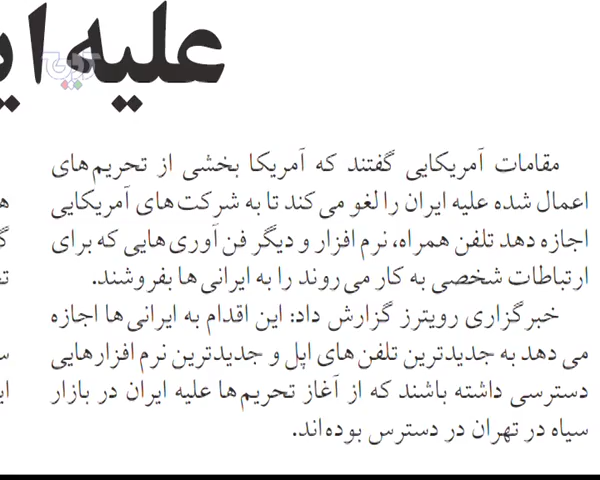 علیه
مقامات آمریکایی گفتند که آمریکا بخشی از تحریم‌های
اعمال شده علیه ایران را لغو می‌کند تا به شرکت‌های آمریکایی
اجازه دهد تلفن همراه، نرم افزار و دیگر فن آوری‌هایی که برای
ارتباطات شخصی به کار می‌روند را به ایرانی‌ها بفروشند.
خبرگزاری رویترز گزارش داد: این اقدام به ایرانی‌ها اجازه
می دهد به جدیدترین تلفن‌های اپل و جدیدترین نرم افزارهایی
دسترسی داشته باشند که از آغاز تحریم‌ها علیه ایران در بازار
سیاه در تهران در دسترس بوده‌اند.